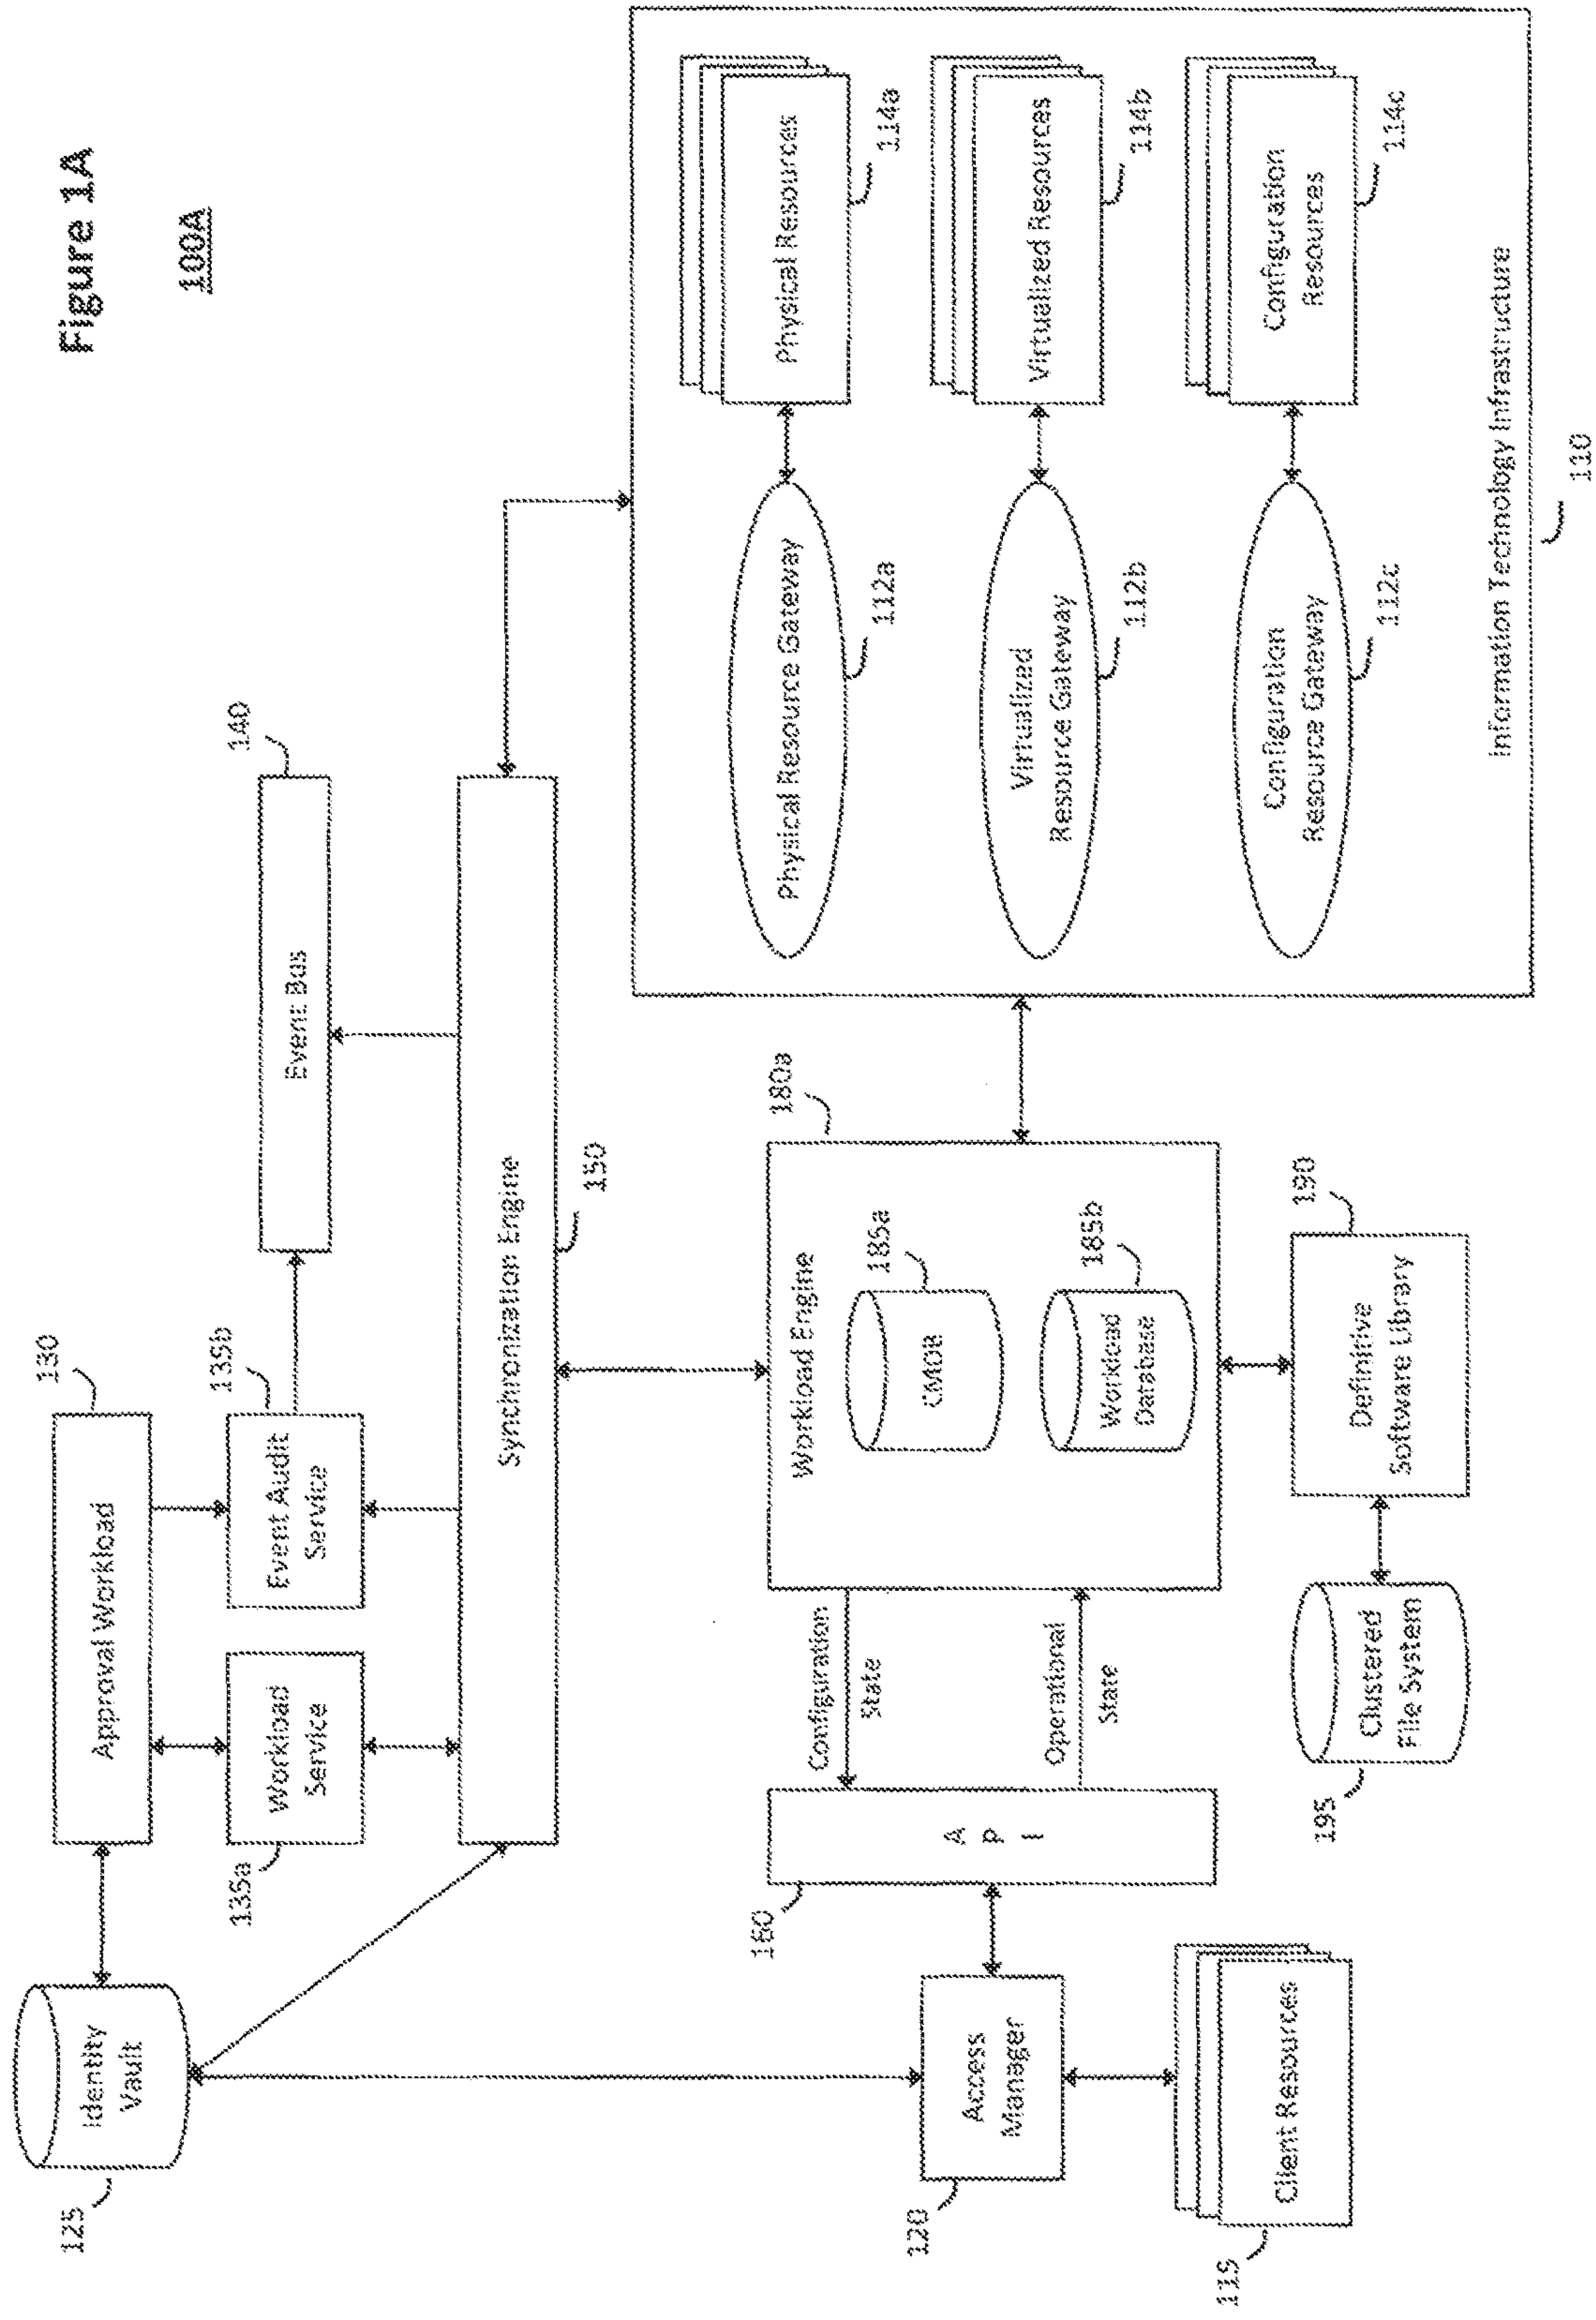 Figure 1A
100A
125
Identity
Vault
130
Approval Workload
135a
Workload
Service
135b
Event Audit
Service
140
Event Bus
Synchronization Engine
150
120
Access
Manager
115
Client Resources
160
A
P
I
Configuration
State
Operational
State
180a
Workload Engine
185a
CMDB
185b
Workload
Database
190
Definitive
Software Library
195
Clustered
File System
Physical Resource Gateway
112a
Physical Resources
114a
Virtualized
Resource Gateway
112b
Virtualized Resources
114b
Configuration
Resource Gateway
112c
Configuration
Resources
114c
Information Technology Infrastructure
110